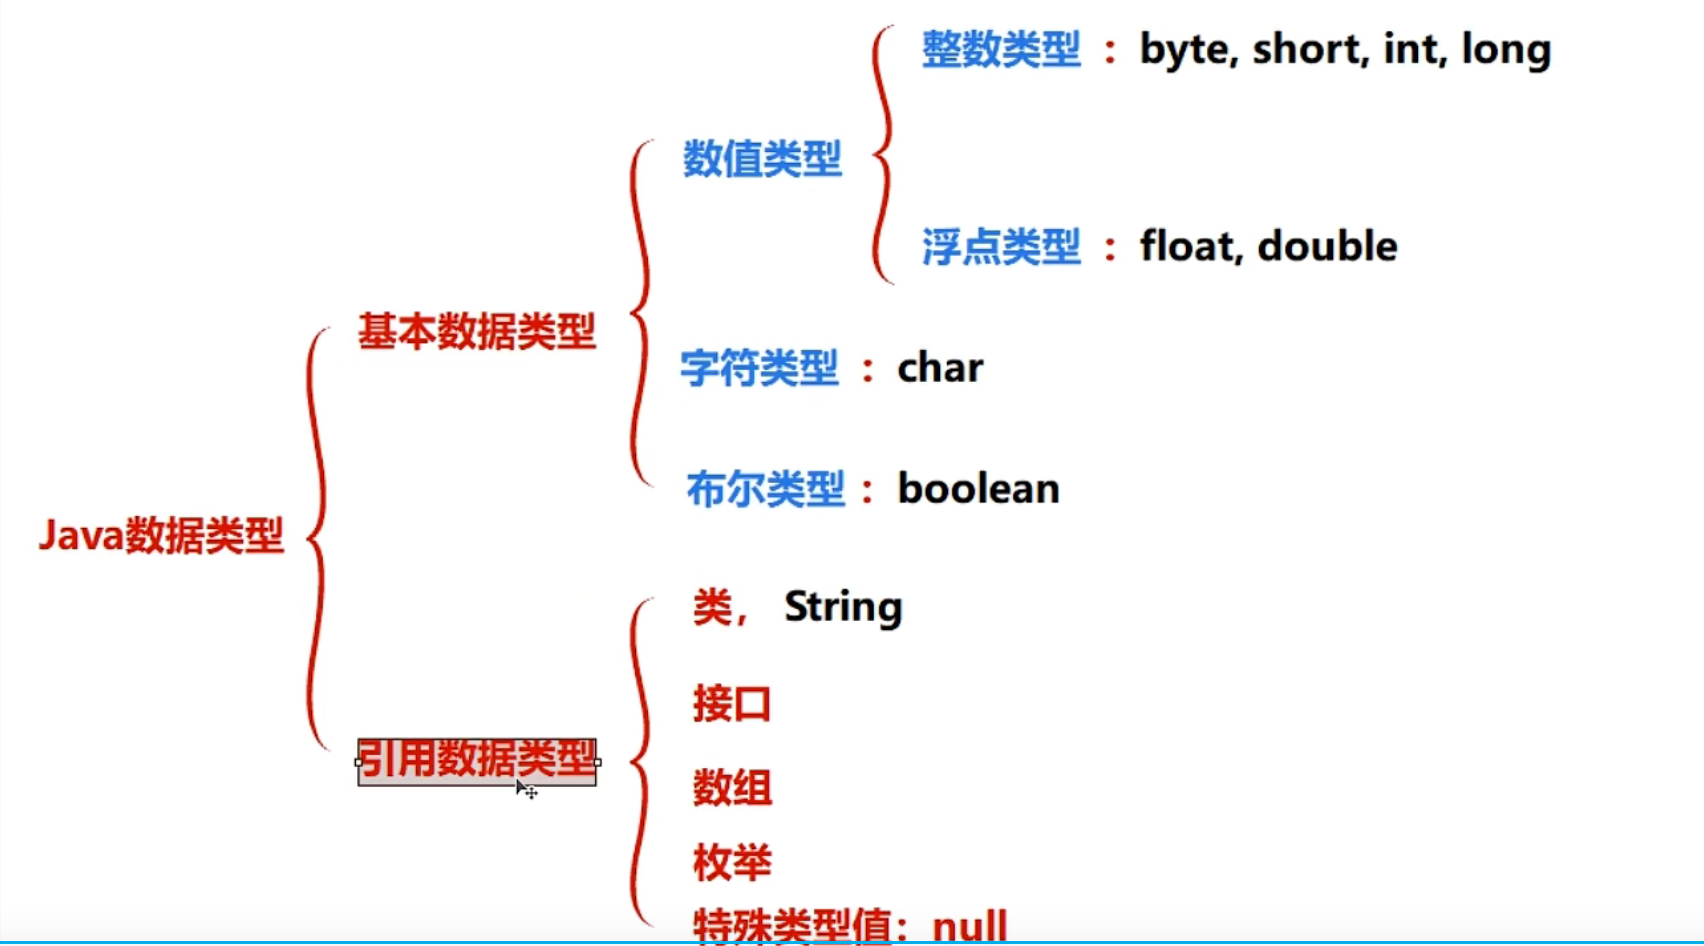 整数类型 ： byte, short, int, long
数值类型
浮点类型 ： float, double
基本数据类型
字符类型 ： char
布尔类型 ： boolean
Java数据类型
类， String
接口
引用数据类型
数组
枚举
特殊类型值：null